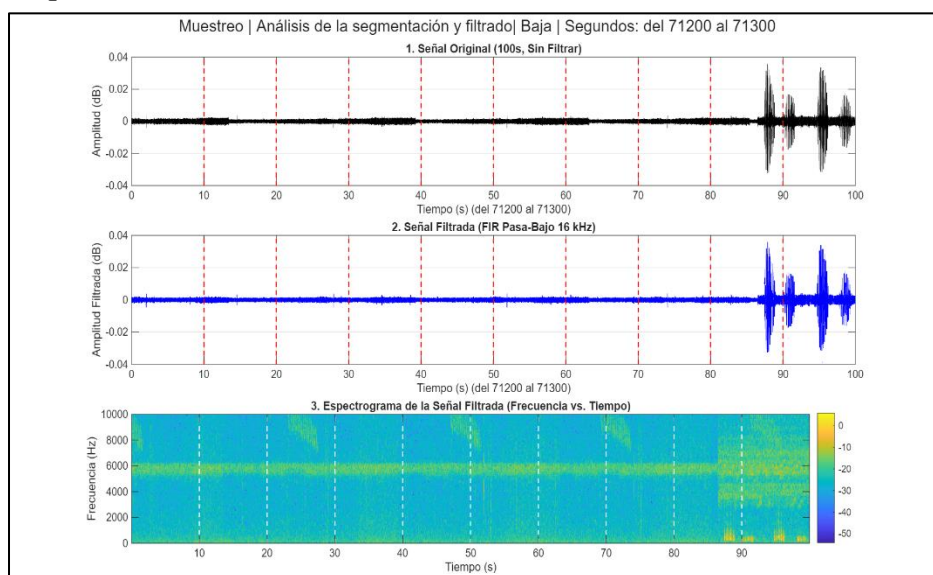 Muestreo | Análisis de la segmentación y filtrado| Baja | Segundos: del 71200 al 71300
1. Señal Original (100s, Sin Filtrar)
Amplitud (dB)
0.04
0.02
0
-0.02
-0.04
0 10 20 30 40 50 60 70 80 90 100
Tiempo (s) (del 71200 al 71300)
2. Señal Filtrada (FIR Pasa-Bajo 16 kHz)
Amplitud Filtrada (dB)
0.04
0.02
0
-0.02
-0.04
0 10 20 30 40 50 60 70 80 90 100
Tiempo (s) (del 71200 al 71300)
3. Espectrograma de la Señal Filtrada (Frecuencia vs. Tiempo)
Frecuencia (Hz)
10000
8000
6000
4000
2000
0
10 20 30 40 50 60 70 80 90
Tiempo (s)
0
-10
-20
-30
-40
-50